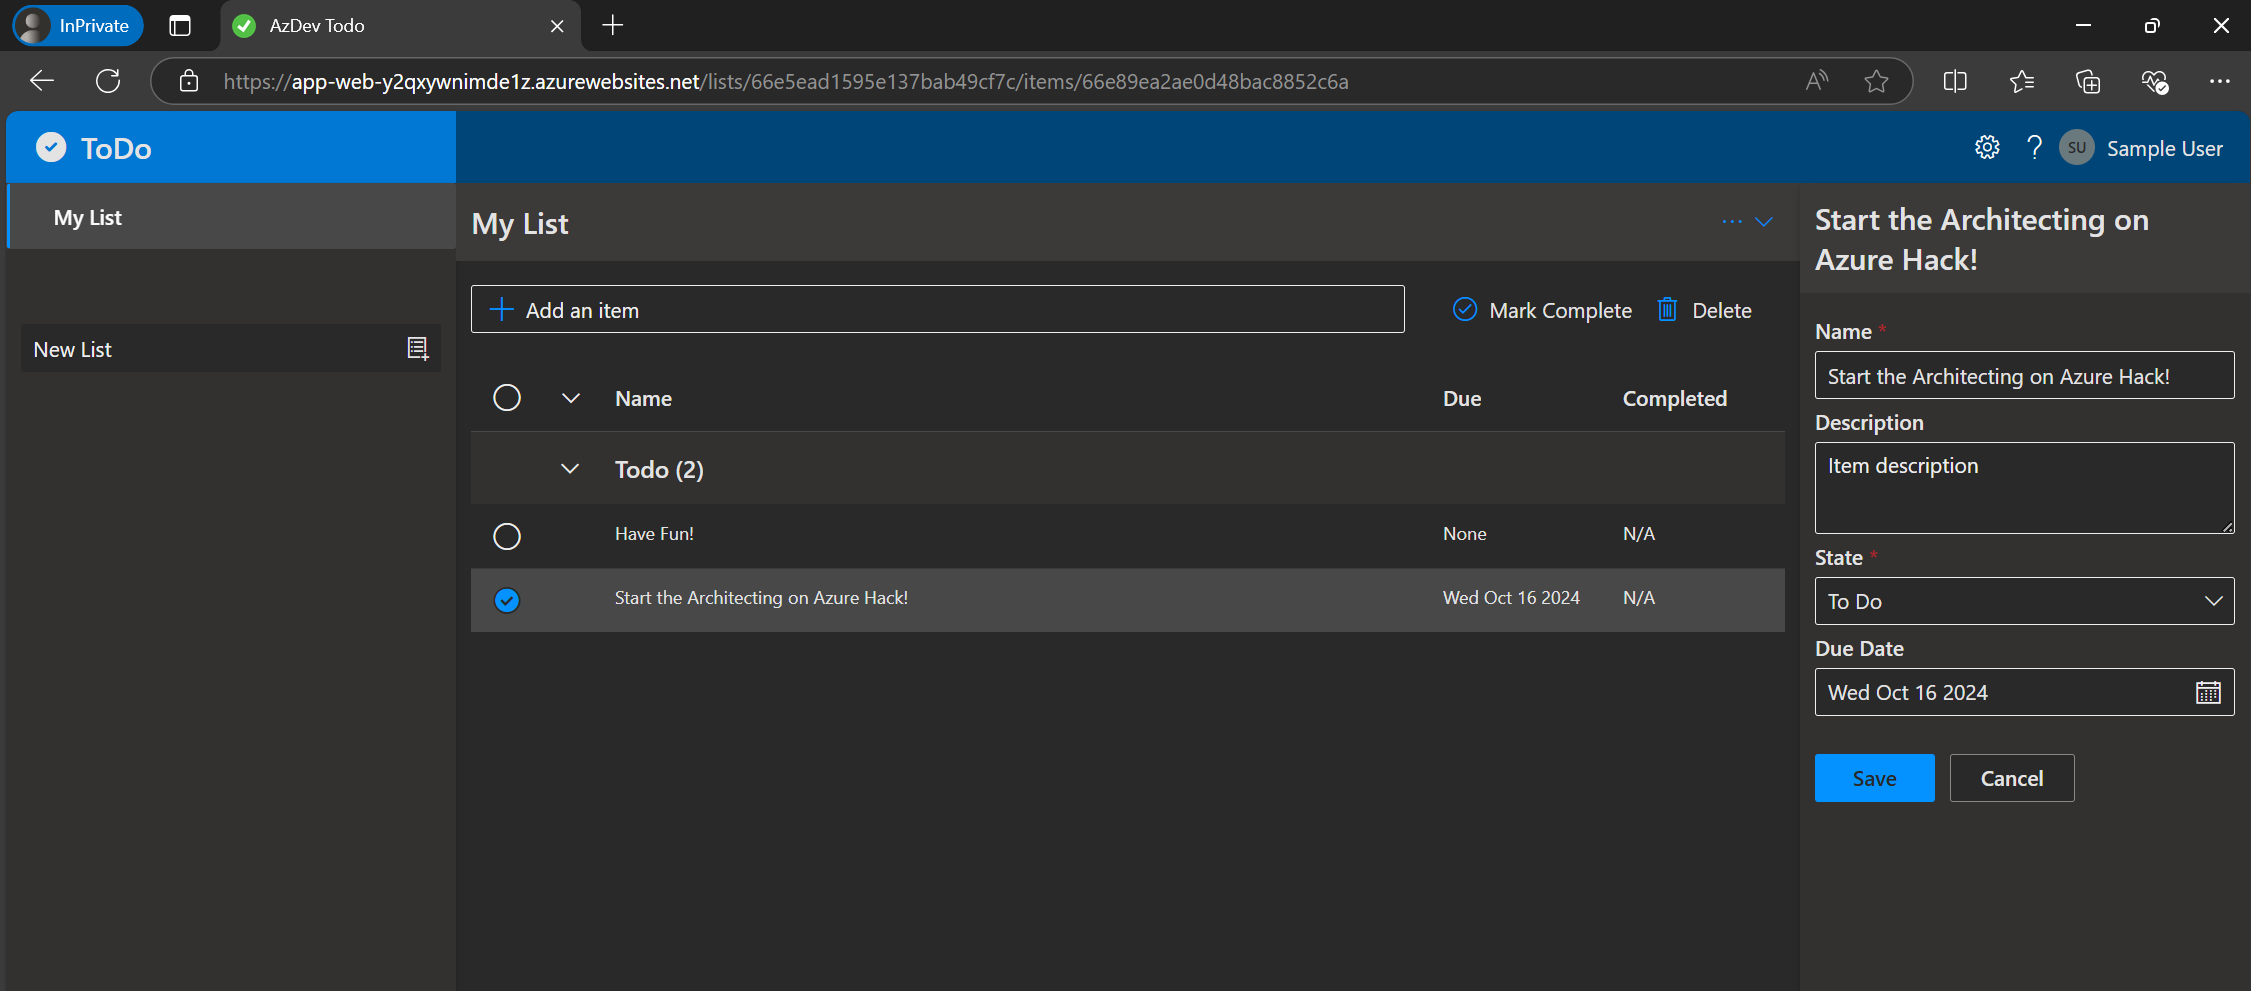 InPrivate
AzDev Todo
https://app-web-y2qxywnimde1z.azurewebsites.net/lists/66e5ead1595e137bab49cf7c/items/66e89ea2ae0d48bac8852c6a
ToDo
SU
Sample User
My List
New List
My List
Add an item
Mark Complete
Delete
Name Due Completed
Todo (2)
Have Fun! None N/A
Start the Architecting on Azure Hack! Wed Oct 16 2024 N/A
Start the Architecting on
Azure Hack!
Name *
Start the Architecting on Azure Hack!
Description
Item description
State *
To Do
Due Date
Wed Oct 16 2024
Save
Cancel